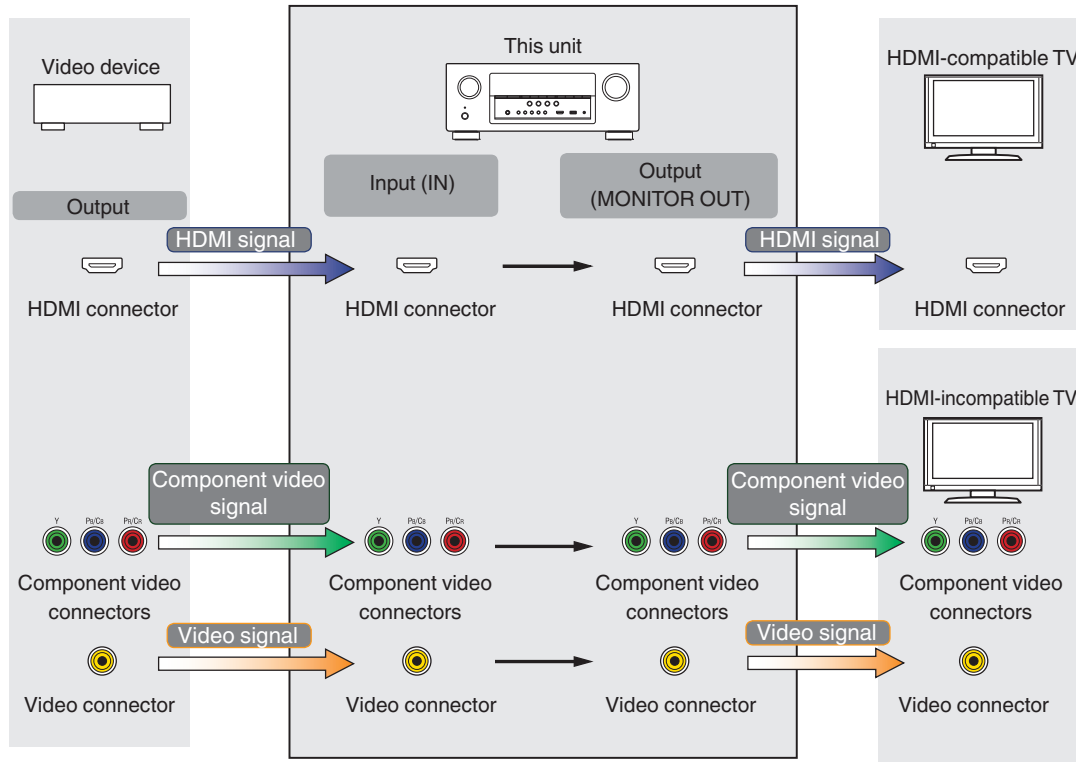 Video device
This unit
HDMI-compatible TV
Output
Input (IN)
Output
(MONITOR OUT)
HDMI signal
HDMI signal
HDMI connector
HDMI connector
HDMI connector
HDMI connector
HDMI-incompatible TV
Component video
signal
Component video
signal
Y PB/CB PR/CR
Y PB/CB PR/CR
Y PB/CB PR/CR
Y PB/CB PR/CR
Component video
connectors
Component video
connectors
Component video
connectors
Component video
connectors
Video signal
Video signal
Video connector
Video connector
Video connector
Video connector